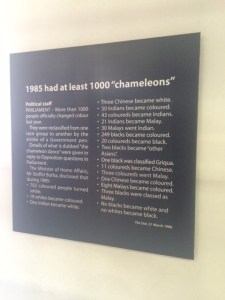 1985 had at least 1000 "chameleons"
Political staff
PARLIAMENT – More than 1000
people officially changed colour
last year.
They were reclassified from one
race group to another by the
stroke of a Government pen.
Details of what is dubbed "the
chameleon dance" were given in
reply to Opposition questions in
Parliament.
The Minister of Home Affairs,
Mr Stoffel Botha, disclosed that
during 1985:
• 702 coloured people turned
white.
• 19 whites became coloured.
• One Indian became white.
• Three Chinese became white.
• 50 Indians became coloured.
• 43 coloureds became Indians.
• 21 Indians became Malay.
• 30 Malays went Indian.
• 249 blacks became coloured.
• 20 coloureds became black.
• Two blacks became "other
Asians".
• One black was classified Griqua.
• 11 coloureds became Chinese.
• Three coloureds went Malay.
• One Chinese became coloured.
• Eight Malays became coloured.
• Three blacks were classed as
Malay.
• No blacks became white and
no whites became black.
The Star, 21 March 1986